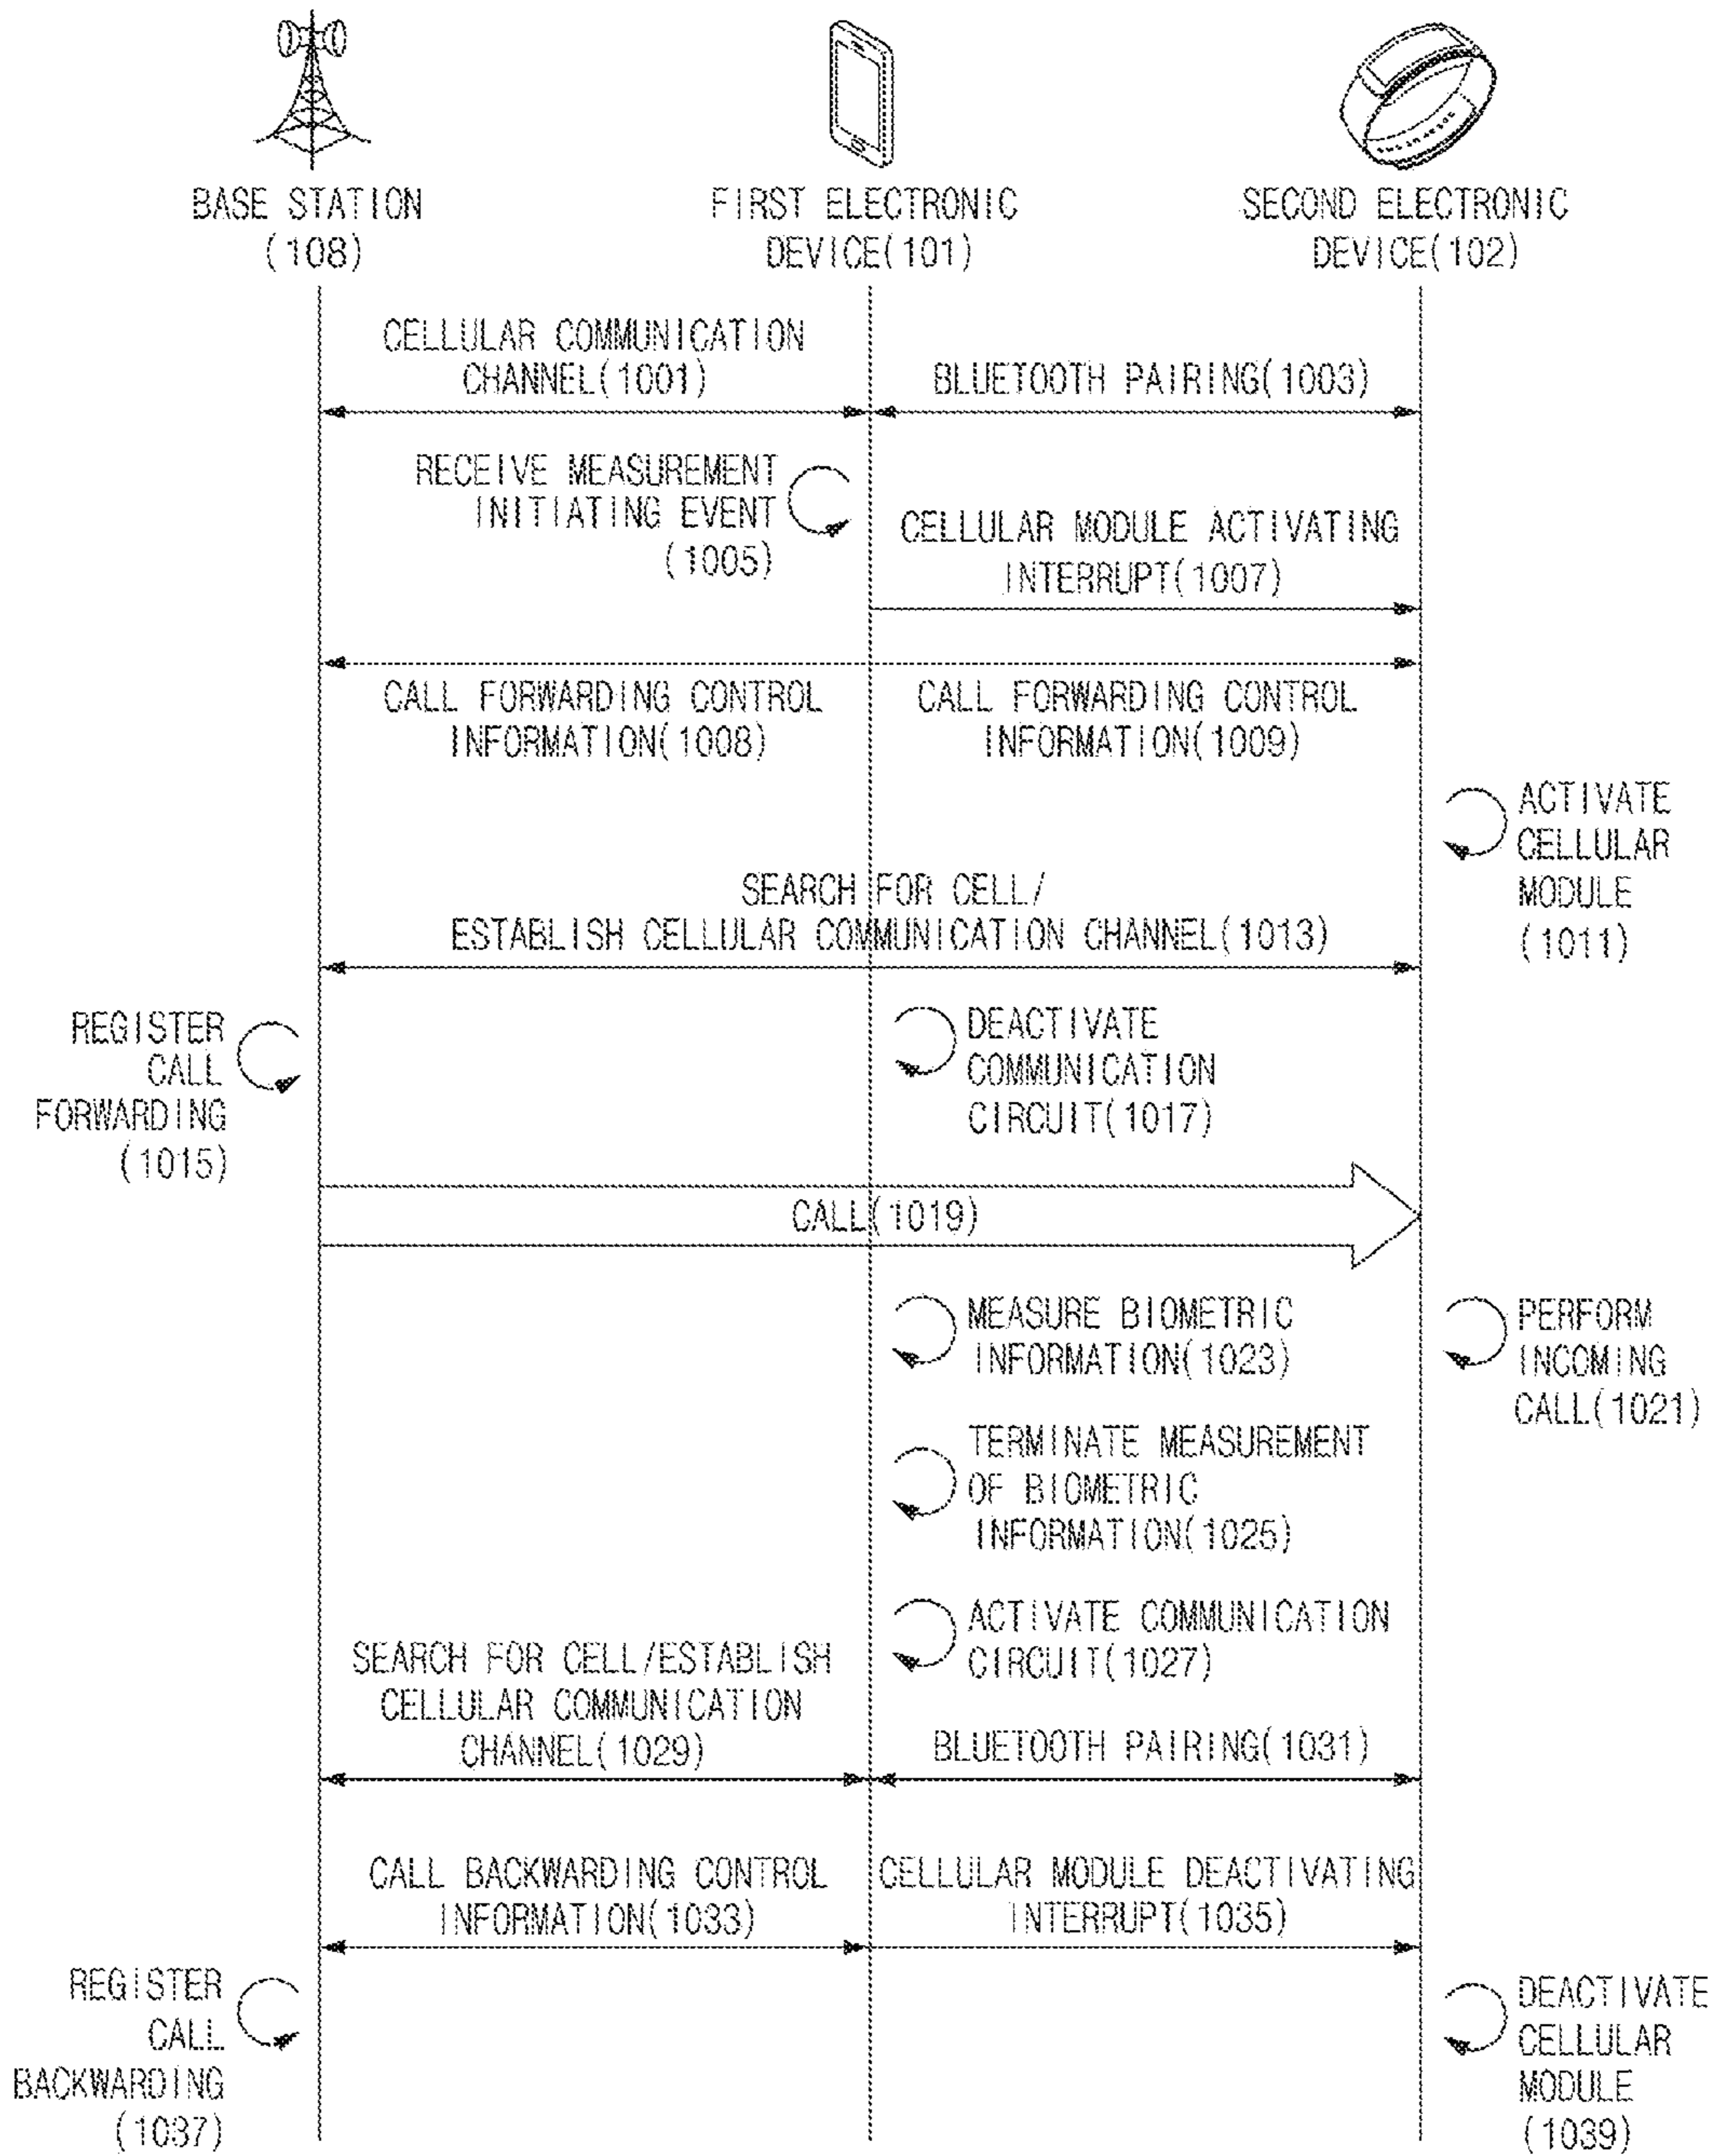 BASE STATION
(108)
FIRST ELECTRONIC
DEVICE(101)
SECOND ELECTRONIC
DEVICE(102)
CELLULAR COMMUNICATION
CHANNEL(1001)
BLUETOOTH PAIRING(1003)
RECEIVE MEASUREMENT
INITIATING EVENT
(1005)
CELLULAR MODULE ACTIVATING
INTERRUPT(1007)
CALL FORWARDING CONTROL
INFORMATION(1008)
CALL FORWARDING CONTROL
INFORMATION(1009)
ACTIVATE
CELLULAR
MODULE
(1011)
SEARCH FOR CELL/
ESTABLISH CELLULAR COMMUNICATION CHANNEL(1013)
REGISTER
CALL
FORWARDING
(1015)
DEACTIVATE
COMMUNICATION
CIRCUIT(1017)
CALL(1019)
MEASURE BIOMETRIC
INFORMATION(1023)
PERFORM
INCOMING
CALL(1021)
TERMINATE MEASUREMENT
OF BIOMETRIC
INFORMATION(1025)
ACTIVATE COMMUNICATION
CIRCUIT(1027)
SEARCH FOR CELL/ESTABLISH
CELLULAR COMMUNICATION
CHANNEL(1029)
BLUETOOTH PAIRING(1031)
CALL BACKWARDING CONTROL
INFORMATION(1033)
CELLULAR MODULE DEACTIVATING
INTERRUPT(1035)
REGISTER
CALL
BACKWARDING
(1037)
DEACTIVATE
CELLULAR
MODULE
(1039)